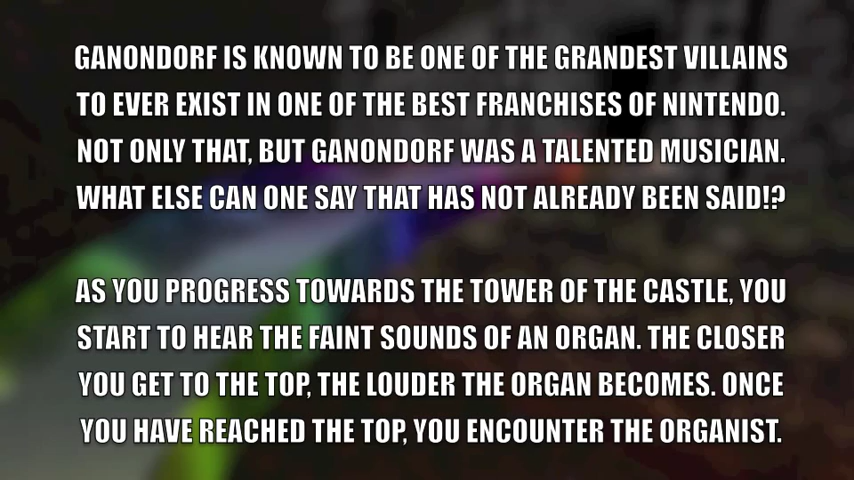 GANONDORF IS KNOWN TO BE ONE OF THE GRANDEST VILLAINS
TO EVER EXIST IN ONE OF THE BEST FRANCHISES OF NINTENDO.
NOT ONLY THAT, BUT GANONDORF WAS A TALENTED MUSICIAN.
WHAT ELSE CAN ONE SAY THAT HAS NOT ALREADY BEEN SAID!?
AS YOU PROGRESS TOWARDS THE TOWER OF THE CASTLE, YOU
START TO HEAR THE FAINT SOUNDS OF AN ORGAN. THE CLOSER
YOU GET TO THE TOP, THE LOUDER THE ORGAN BECOMES. ONCE
YOU HAVE REACHED THE TOP, YOU ENCOUNTER THE ORGANIST.